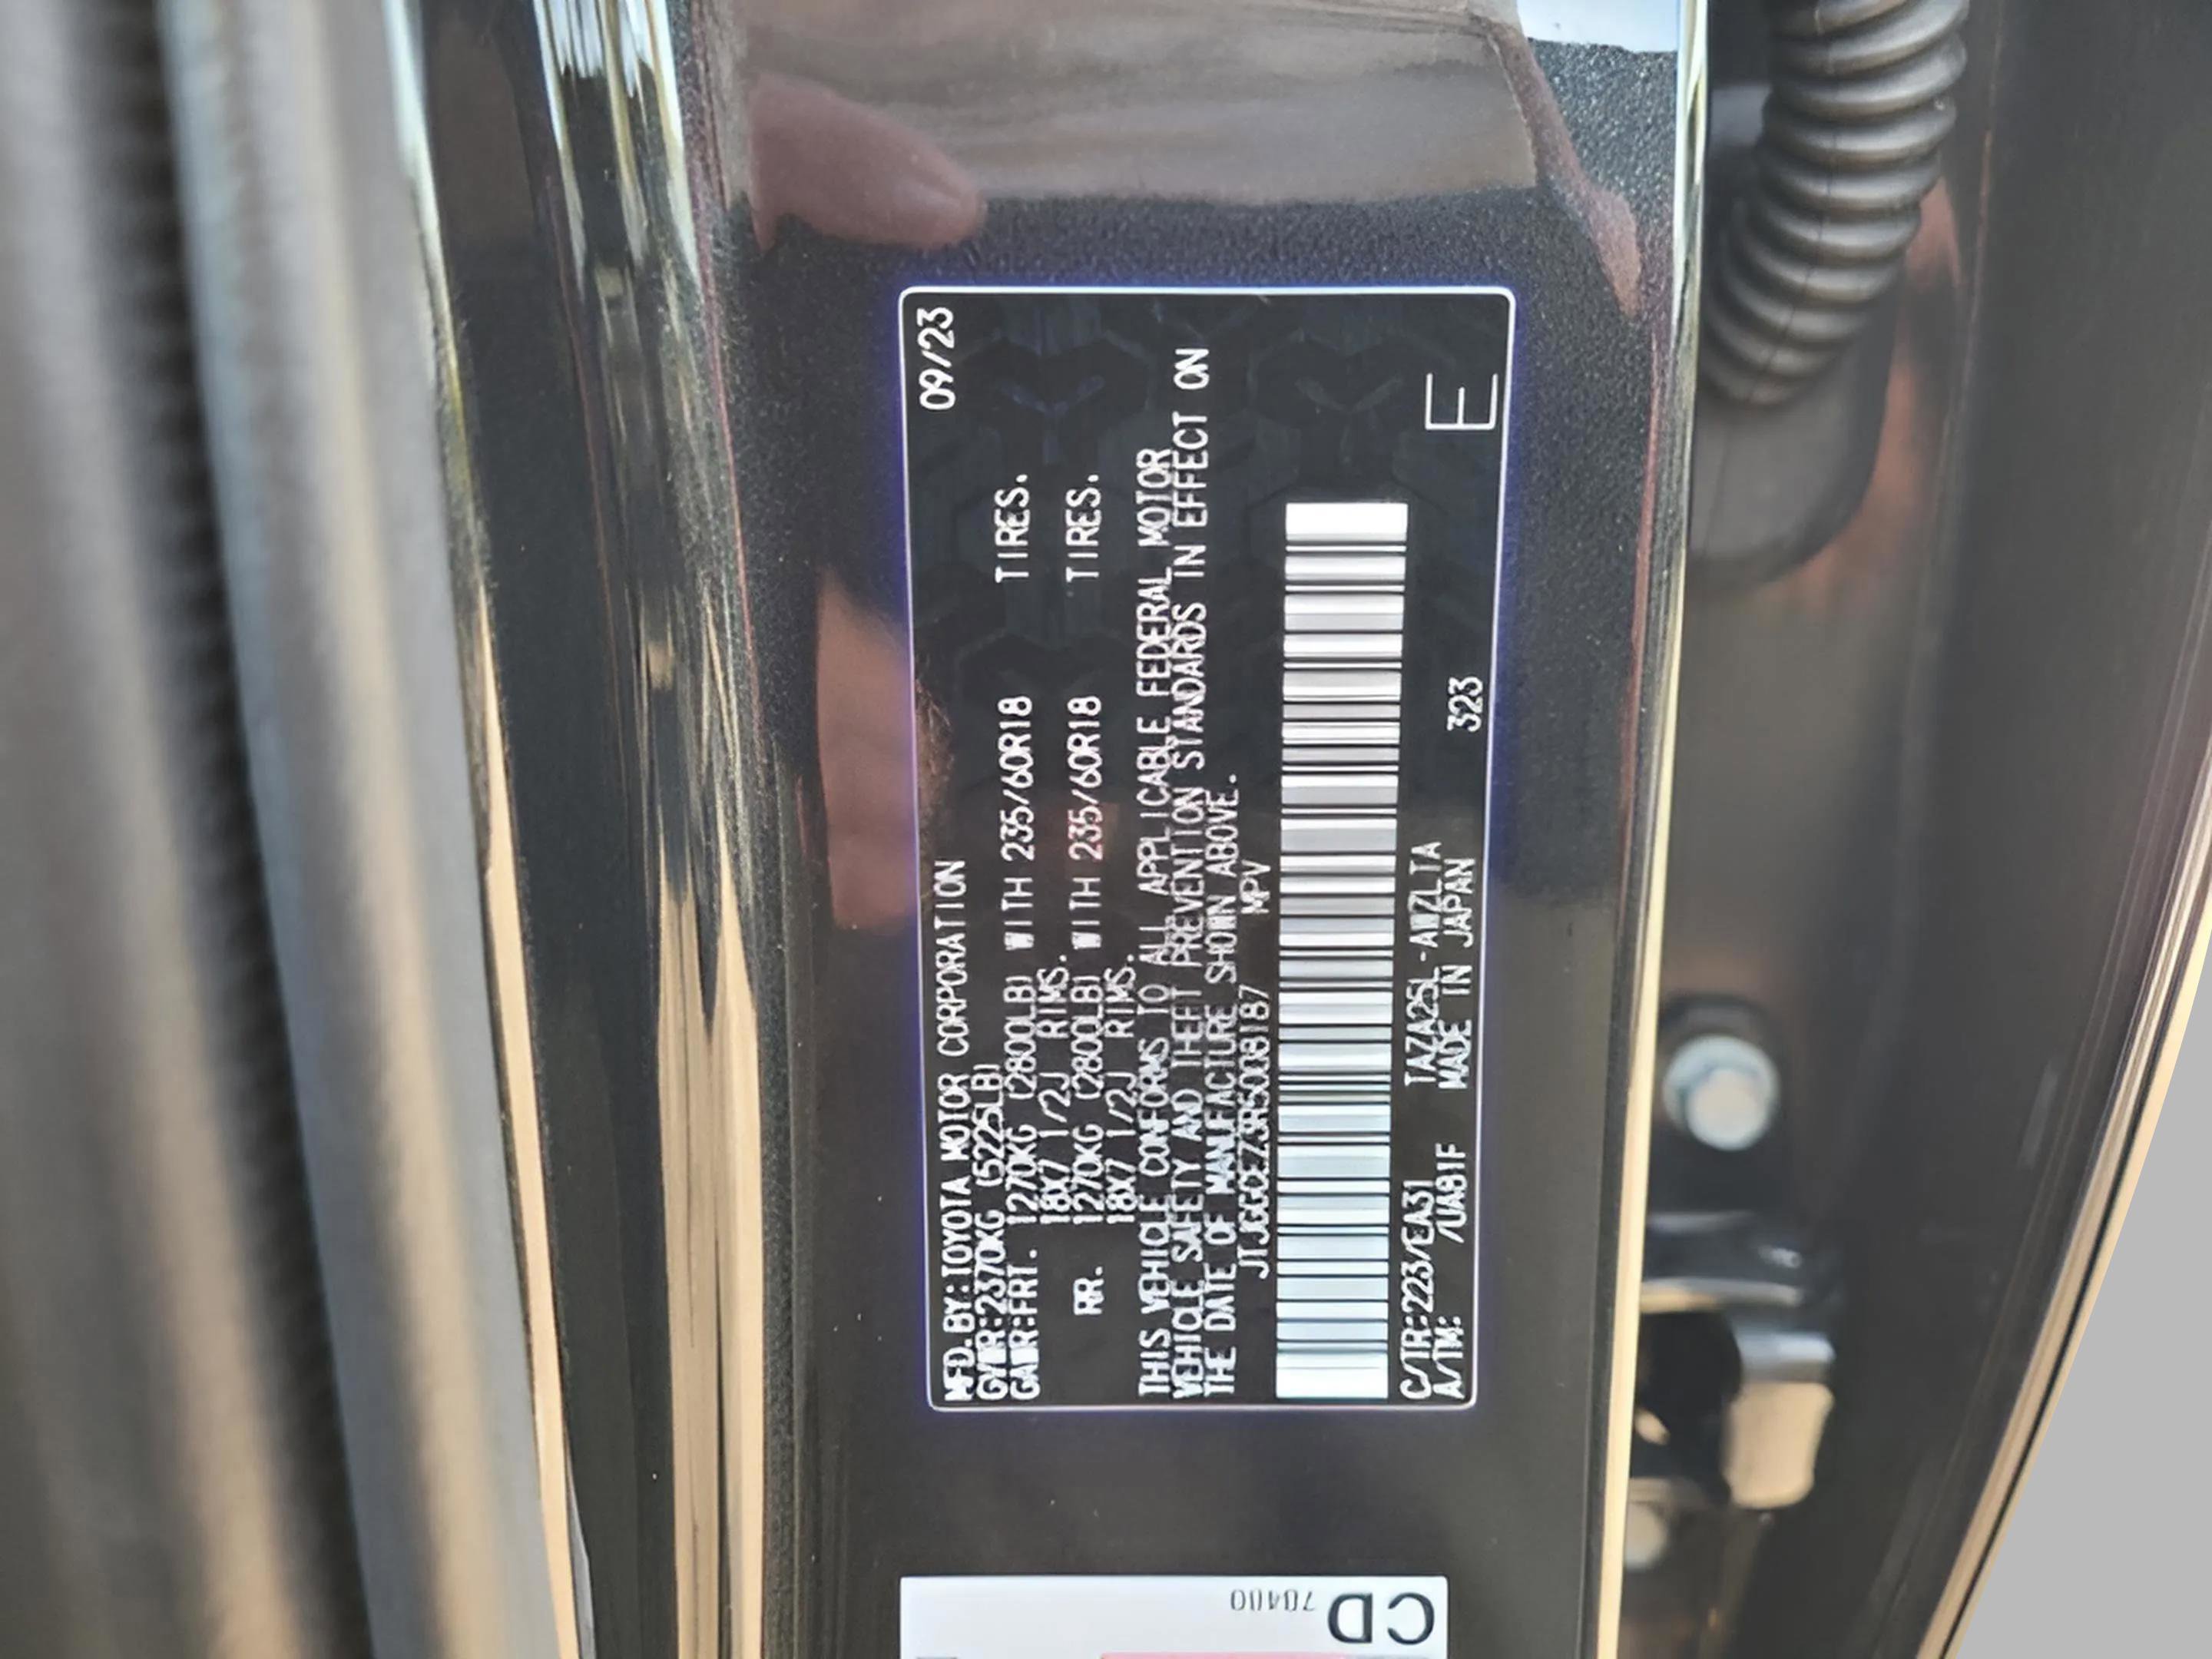 09/23
MFD.BY:TOYOTA MOTOR CORPORATION
GVWR:2370KG (5225LB)
GAWR:FRT. 1270KG (2800LB) WITH 235/60R18 TIRES.
18X7 1/2J RIMS.
RR. 1270KG (2800LB) WITH 235/60R18 TIRES.
18X7 1/2J RIMS.
THIS VEHICLE CONFORMS TO ALL APPLICABLE FEDERAL MOTOR
VEHICLE SAFETY AND THEFT PREVENTION STANDARDS IN EFFECT ON
THE DATE OF MANUFACTURE SHOWN ABOVE.
JTJGGCEZ3R5008187 MPV
C/TR:223/EA31 TAZA25L-AWZLTA
A/TM: /UA81F MADE IN JAPAN 323
E
CD
70400